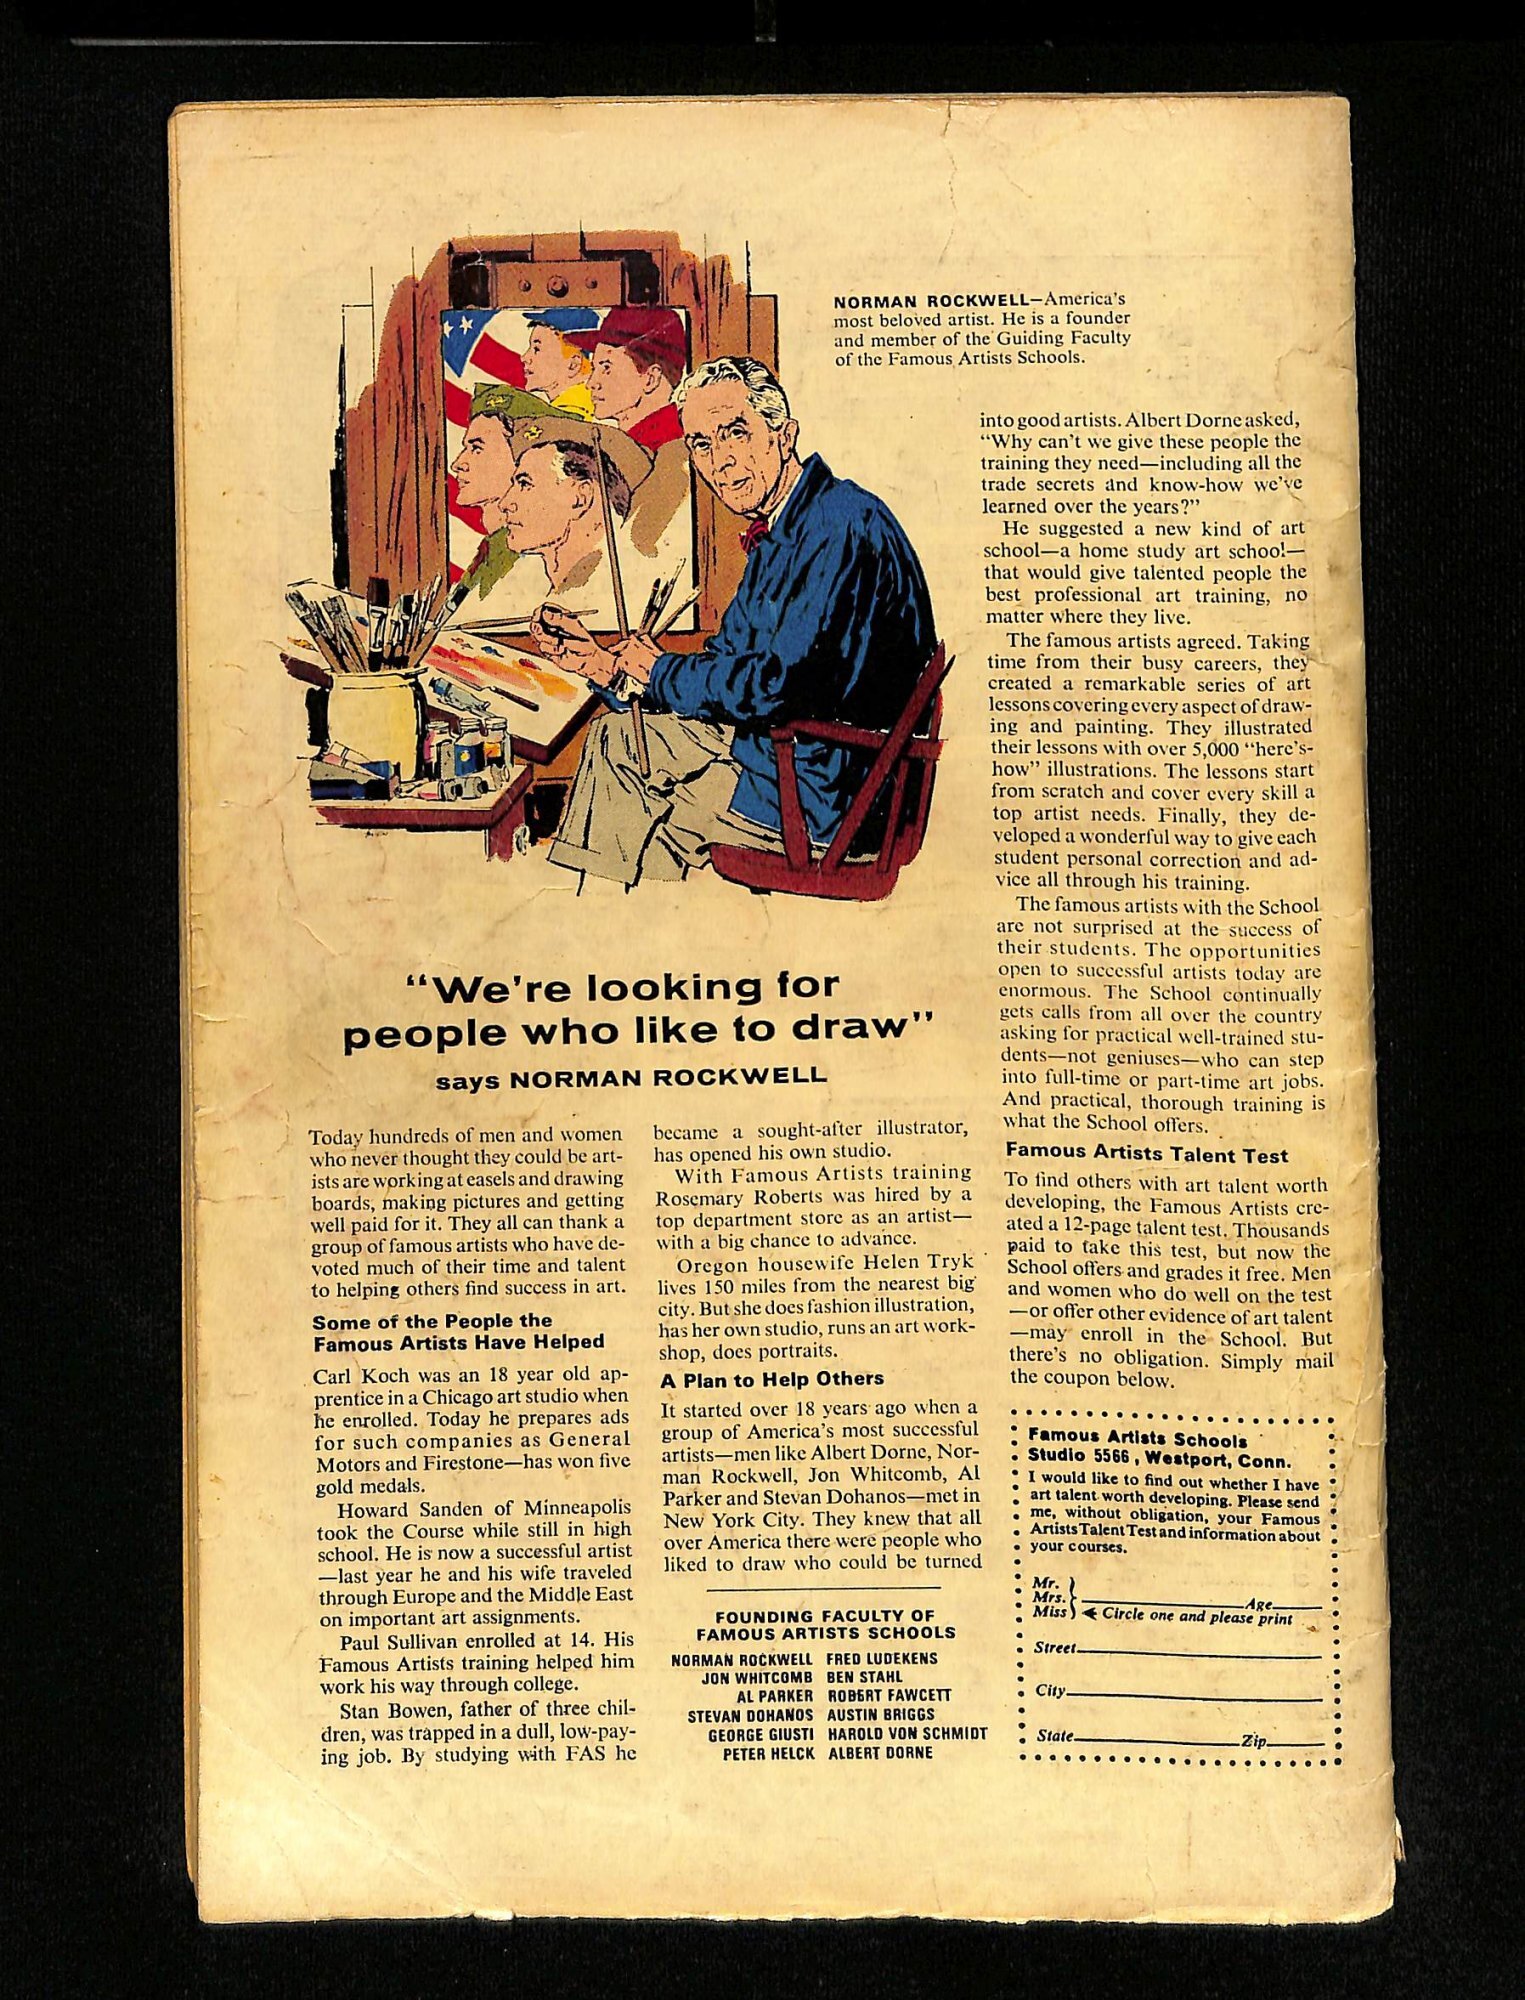 NORMAN ROCKWELL—America's
most beloved artist. He is a founder
and member of the Guiding Faculty
of the Famous Artists Schools.
"We're looking for
people who like to draw"
says NORMAN ROCKWELL
Today hundreds of men and women
who never thought they could be art-
ists are working at easels and drawing
boards, making pictures and getting
well paid for it. They all can thank a
group of famous artists who have de-
voted much of their time and talent
to helping others find success in art.
Some of the People the
Famous Artists Have Helped
Carl Koch was an 18 year old ap-
prentice in a Chicago art studio when
he enrolled. Today he prepares ads
for such companies as General
Motors and Firestone—has won five
gold medals.
Howard Sanden of Minneapolis
took the Course while still in high
school. He is now a successful artist
—last year he and his wife traveled
through Europe and the Middle East
on important art assignments.
Paul Sullivan enrolled at 14. His
Famous Artists training helped him
work his way through college.
Stan Bowen, father of three chil-
dren, was trapped in a dull, low-pay-
ing job. By studying with FAS he
became a sought-after illustrator,
has opened his own studio.
With Famous Artists training
Rosemary Roberts was hired by a
top department store as an artist—
with a big chance to advance.
Oregon housewife Helen Tryk
lives 150 miles from the nearest big
city. But she does fashion illustration,
has her own studio, runs an art work-
shop, does portraits.
A Plan to Help Others
It started over 18 years ago when a
group of America's most successful
artists—men like Albert Dorne, Nor-
man Rockwell, Jon Whitcomb, Al
Parker and Stevan Dohanos—met in
New York City. They knew that all
over America there were people who
liked to draw who could be turned
FOUNDING FACULTY OF
FAMOUS ARTISTS SCHOOLS
NORMAN ROCKWELL FRED LUDEKENS
JON WHITCOMB BEN STAHL
AL PARKER ROBERT FAWCETT
STEVAN DOHANOS AUSTIN BRIGGS
GEORGE GIUSTI HAROLD VON SCHMIDT
PETER HELCK ALBERT DORNE
into good artists. Albert Dorne asked,
"Why can't we give these people the
training they need—including all the
trade secrets and know-how we've
learned over the years?"
He suggested a new kind of art
school—a home study art school—
that would give talented people the
best professional art training, no
matter where they live.
The famous artists agreed. Taking
time from their busy careers, they
created a remarkable series of art
lessons covering every aspect of draw-
ing and painting. They illustrated
their lessons with over 5,000 "here's-
how" illustrations. The lessons start
from scratch and cover every skill a
top artist needs. Finally, they de-
veloped a wonderful way to give each
student personal correction and ad-
vice all through his training.
The famous artists with the School
are not surprised at the success of
their students. The opportunities
open to successful artists today are
enormous. The School continually
gets calls from all over the country
asking for practical well-trained stu-
dents—not geniuses—who can step
into full-time or part-time art jobs.
And practical, thorough training is
what the School offers.
Famous Artists Talent Test
To find others with art talent worth
developing, the Famous Artists cre-
ated a 12-page talent test. Thousands
paid to take this test, but now the
School offers and grades it free. Men
and women who do well on the test
—or offer other evidence of art talent
—may enroll in the School. But
there's no obligation. Simply mail
the coupon below.
Famous Artists Schools
Studio 5566, Westport, Conn.
I would like to find out whether I have
art talent worth developing. Please send
me, without obligation, your Famous
Artists Talent Test and information about
your courses.
Mr.
Mrs. Age
Miss Circle one and please print
Street
City
State Zip